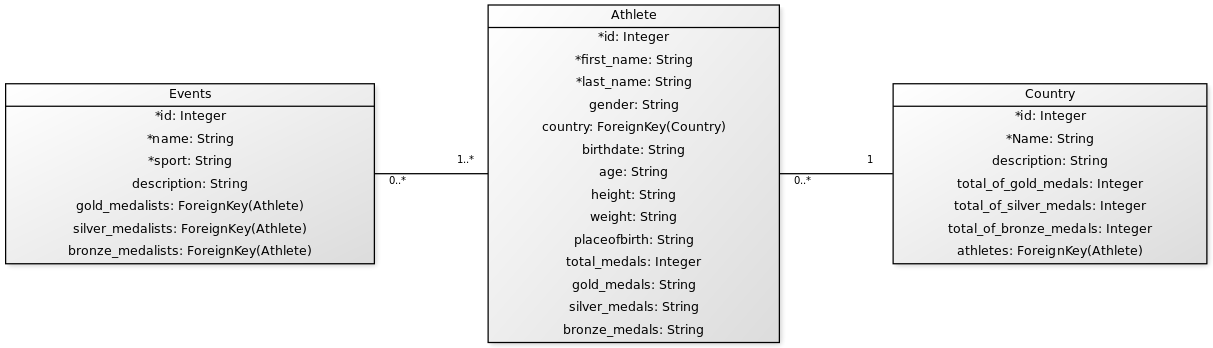 Events
*id: Integer
*name: String
*sport: String
description: String
gold_medalists: ForeignKey(Athlete)
silver_medalists: ForeignKey(Athlete)
bronze_medalists: ForeignKey(Athlete)
1..*
0..*
Athlete
*id: Integer
*first_name: String
*last_name: String
gender: String
country: ForeignKey(Country)
birthdate: String
age: String
height: String
weight: String
placeofbirth: String
total_medals: Integer
gold_medals: String
silver_medals: String
bronze_medals: String
1
0..*
Country
*id: Integer
*Name: String
description: String
total_of_gold_medals: Integer
total_of_silver_medals: Integer
total_of_bronze_medals: Integer
athletes: ForeignKey(Athlete)